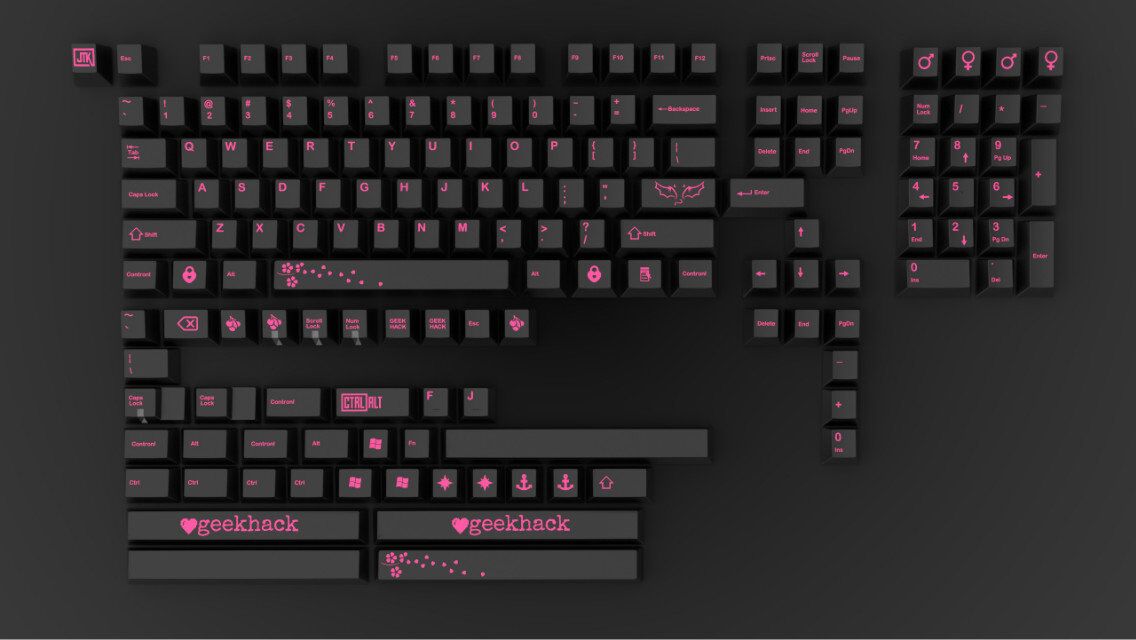 JTK Esc F1 F2 F3 F4 F5 F6 F7 F8 F9 F10 F11 F12 Prtsc Scroll Lock Pause
~ ` ! 1 @ 2 # 3 $ 4 % 5 ^ 6 & 7 * 8 ( 9 ) 0 _ - + = ←Backspace Insert Home PgUp Num Lock / * −
Tab Q W E R T Y U I O P { [ } ] | \ Delete End PgDn 7 Home 8 ↑ 9 Pg Up +
Caps Lock A S D F G H J K L : ; " ' Enter 4 ← 5 6 →
Shift Z X C V B N M < , > . ? / Shift ↑ 1 End 2 ↓ 3 Pg Dn Enter
Control Alt Alt Control ← ↓ → 0 Ins . Del
~ ` Scroll Lock Num Lock GEEK HACK GEEK HACK Esc Delete End PgDn
| \ −
Caps Lock Caps Lock Control CTRL ALT F J +
Control Alt Control Alt Fn 0 Ins
Ctrl Ctrl Ctrl Ctrl
geekhack geekhack